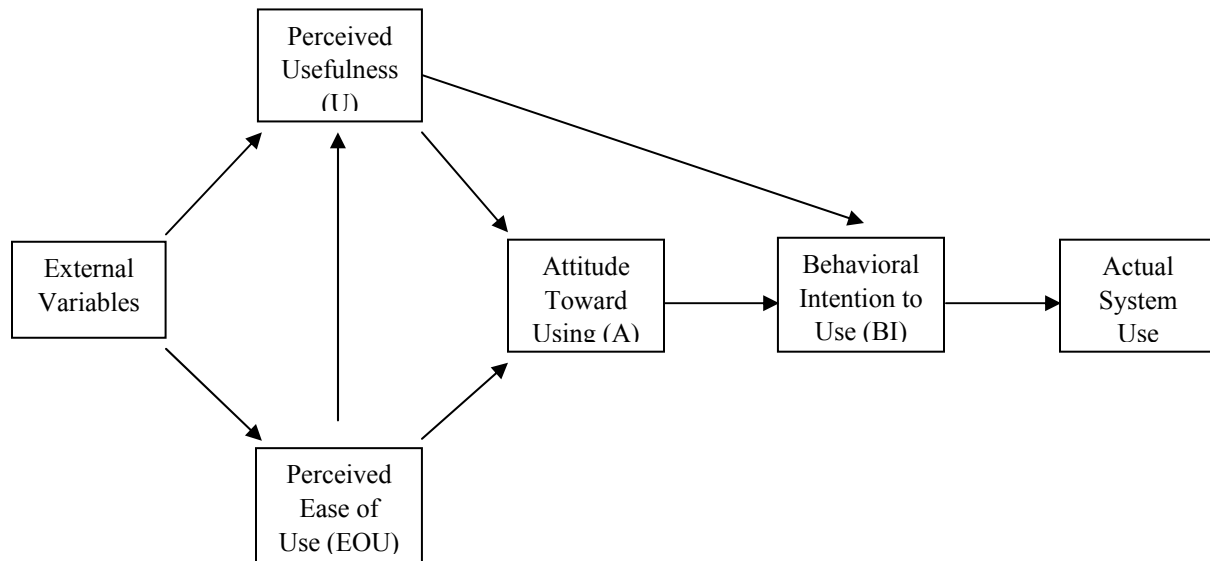 Perceived
Usefulness
(U)
External
Variables
Attitude
Toward
Using (A)
Behavioral
Intention to
Use (BI)
Actual
System
Use
Perceived
Ease of
Use (EOU)